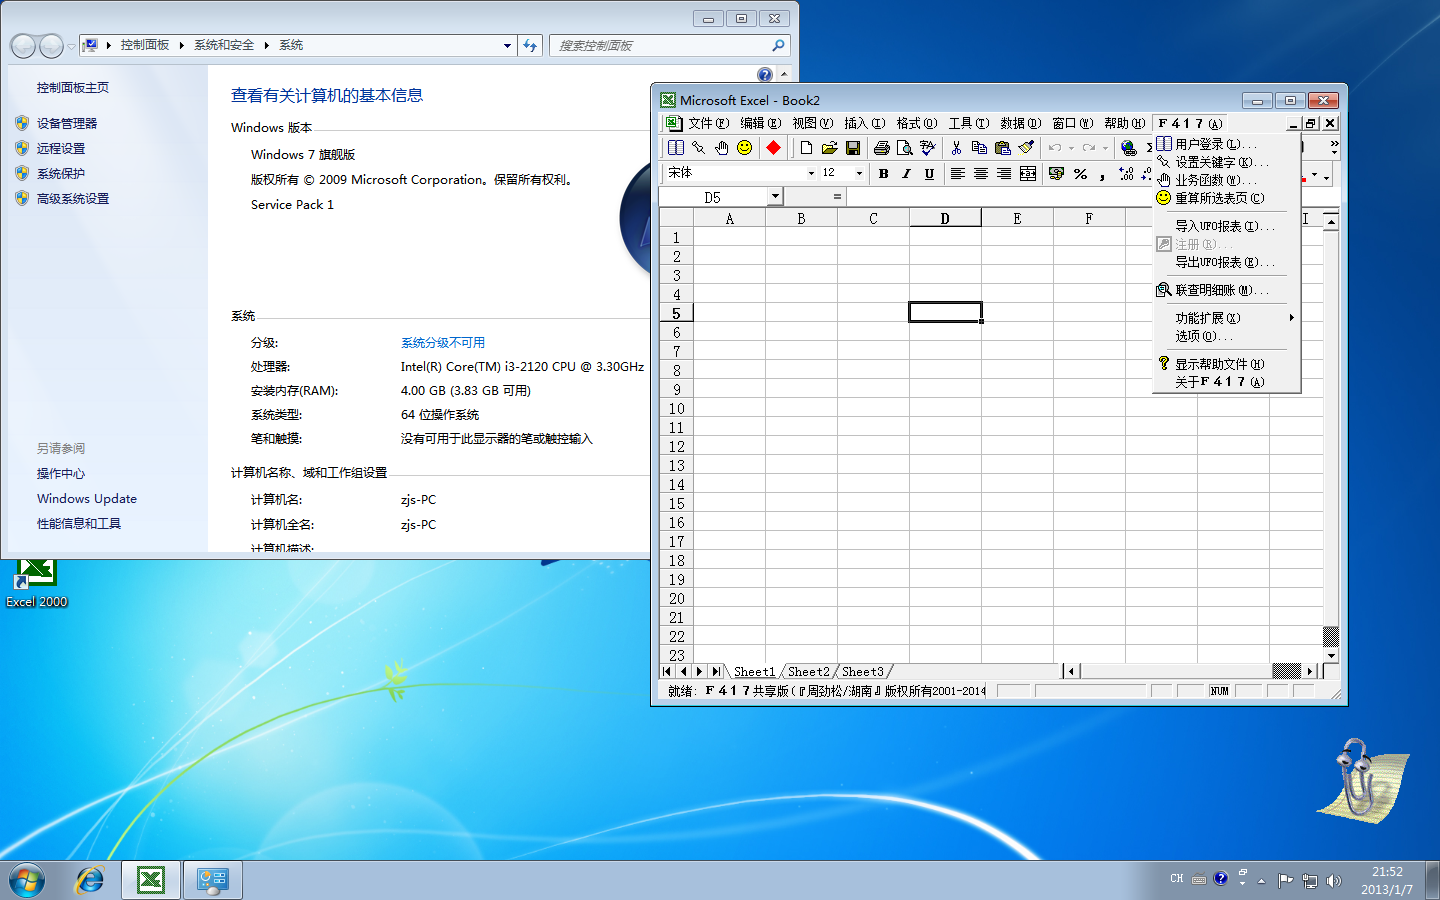 控制面板 ▸ 系统和安全 ▸ 系统
搜索控制面板
控制面板主页
设备管理器
远程设置
系统保护
高级系统设置
另请参阅
操作中心
Windows Update
性能信息和工具
查看有关计算机的基本信息
Windows 版本
Windows 7 旗舰版
版权所有 © 2009 Microsoft Corporation。保留所有权利。
Service Pack 1
系统
分级: 系统分级不可用
处理器: Intel(R) Core(TM) i3-2120 CPU @ 3.30GHz
安装内存(RAM): 4.00 GB (3.83 GB 可用)
系统类型: 64 位操作系统
笔和触摸: 没有可用于此显示器的笔或触控输入
计算机名称、域和工作组设置
计算机名: zjs-PC
计算机全名: zjs-PC
计算机描述:
Microsoft Excel - Book2
文件(F) 编辑(E) 视图(V) 插入(I) 格式(O) 工具(T) 数据(D) 窗口(W) 帮助(H) F417(A)
宋体 12 B I U
D5 =
A B C D E F I
1
2
3
4
5
6
7
8
9
10
11
12
13
14
15
16
17
18
19
20
21
22
23
用户登录(L)...
设置关键字(K)...
业务函数(W)...
重算所选表页(C)
导入UFO报表(I)...
注册(R)...
导出UFO报表(E)...
联查明细账(M)...
功能扩展(X)
选项(O)...
显示帮助文件(H)
关于F417(A)
Sheet1 Sheet2 Sheet3
就绪: F417共享版(『周劲松/湖南』版权所有2001-2014
NUM
Excel 2000
CH
21:52
2013/1/7